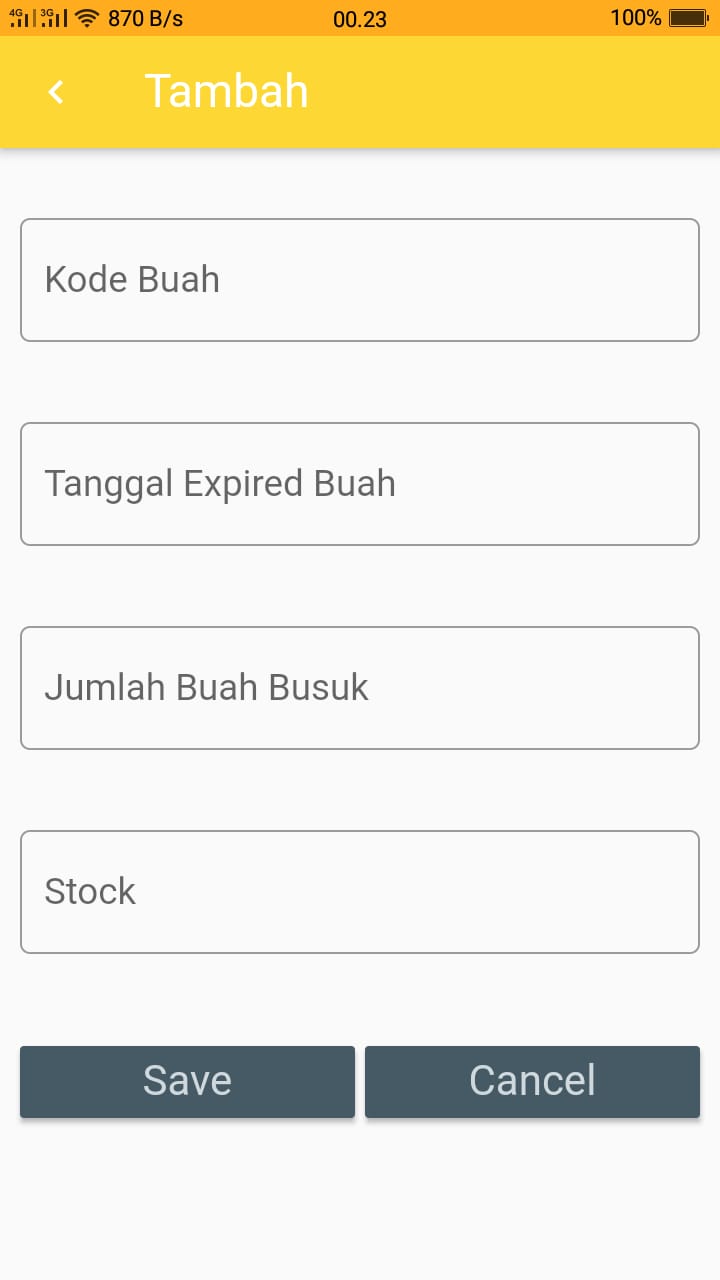 4G 3G 870 B/s 00.23 100%
Tambah
Kode Buah
Tanggal Expired Buah
Jumlah Buah Busuk
Stock
Save Cancel